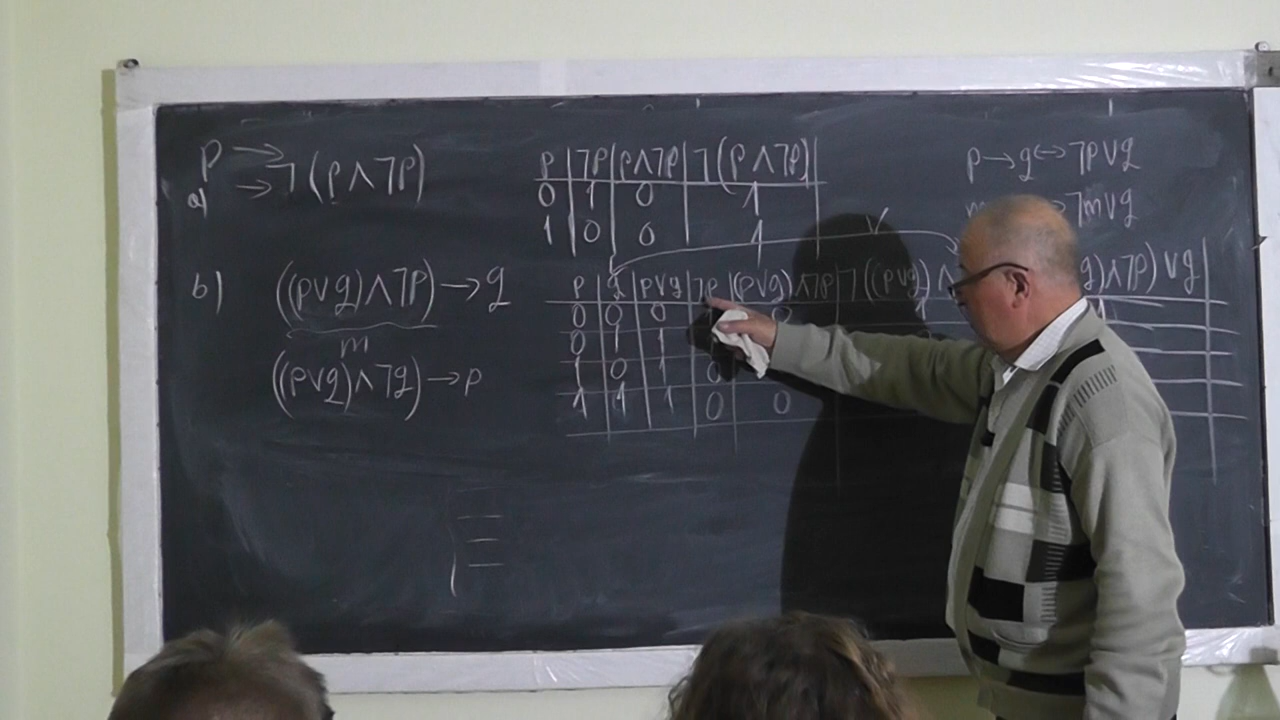 p →
a) → ¬(p∧¬p)
b) ((p∨q)∧¬p) → q
m
((p∨q)∧¬q) → p
p | ¬p | p∧¬p | ¬(p∧¬p)
0 | 1 | 0 | 1
1 | 0 | 0 | 1
p→q ↔ ¬p∨q
m ¬m∨q
p | q | p∨q | ¬p | (p∨q)∧¬p | ¬((p∨q)∧ q)∧¬p)∨q
0 | 0 | 0 | 0
0 | 1 | 1
1 | 0 | 1 | 0
1 | 1 | 1 | 0 | 0